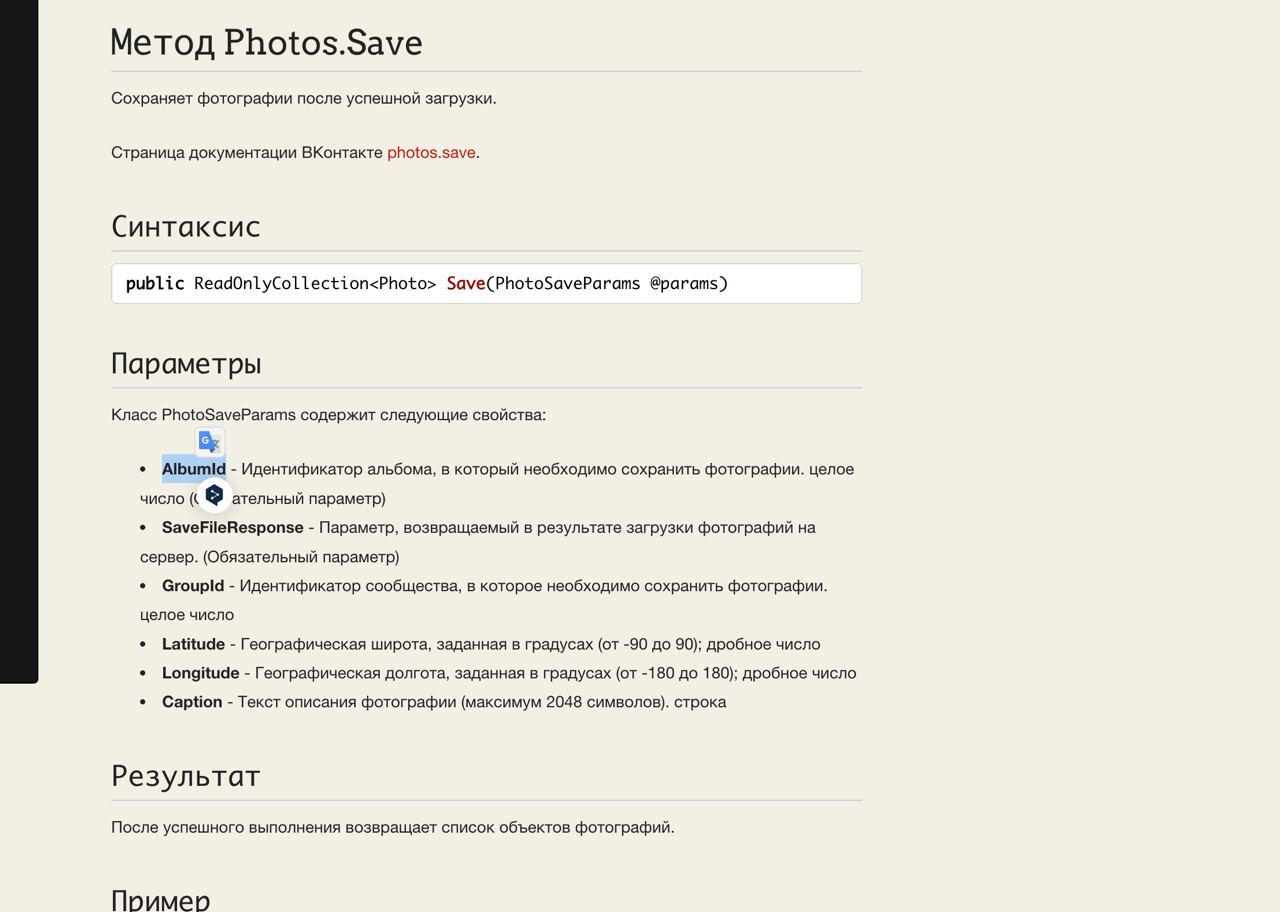 Метод Photos.Save
Сохраняет фотографии после успешной загрузки.
Страница документации ВКонтакте photos.save.
Синтаксис
public ReadOnlyCollection<Photo> Save(PhotoSaveParams @params)
Параметры
Класс PhotoSaveParams содержит следующие свойства:
• AlbumId - Идентификатор альбома, в который необходимо сохранить фотографии. целое
число ательный параметр)
• SaveFileResponse - Параметр, возвращаемый в результате загрузки фотографий на
сервер. (Обязательный параметр)
• GroupId - Идентификатор сообщества, в которое необходимо сохранить фотографии.
целое число
• Latitude - Географическая широта, заданная в градусах (от -90 до 90); дробное число
• Longitude - Географическая долгота, заданная в градусах (от -180 до 180); дробное число
• Caption - Текст описания фотографии (максимум 2048 символов). строка
Результат
После успешного выполнения возвращает список объектов фотографий.
Пример